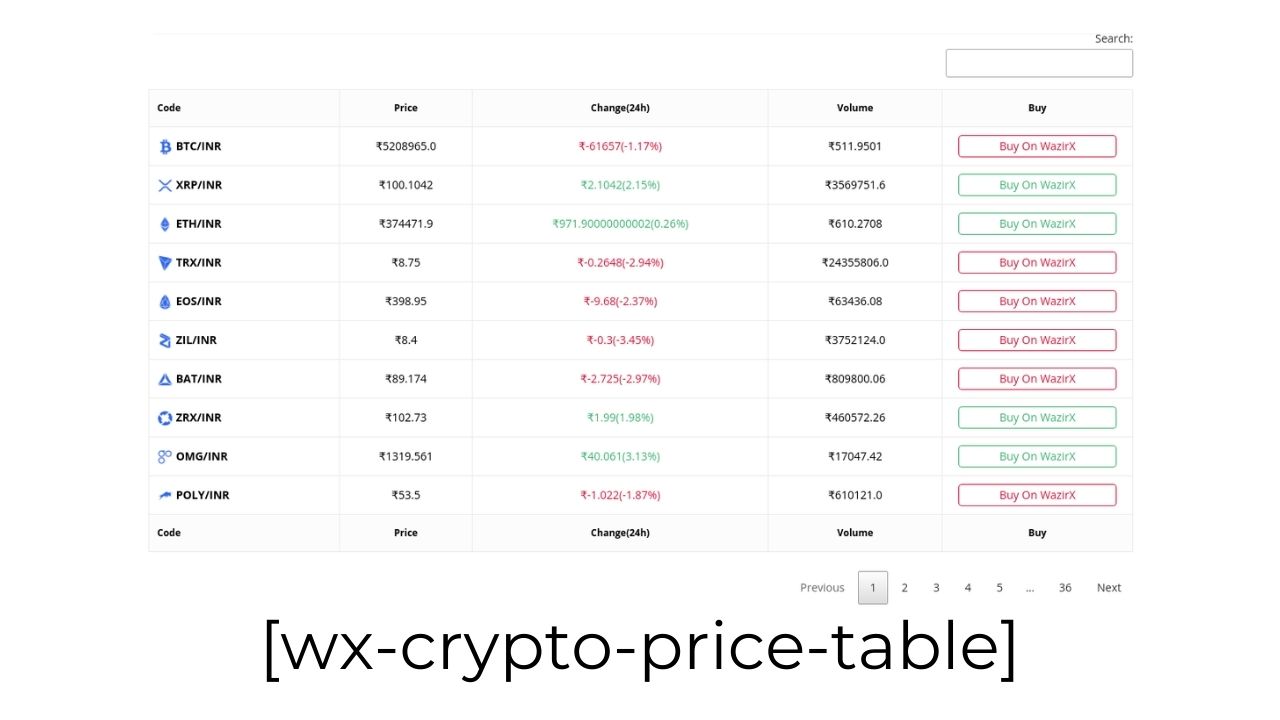 Search:
Code Price Change(24h) Volume Buy
BTC/INR ₹5208965.0 ₹-61657(-1.17%) ₹511.9501 Buy On WazirX
XRP/INR ₹100.1042 ₹2.1042(2.15%) ₹3569751.6 Buy On WazirX
ETH/INR ₹374471.9 ₹971.90000000002(0.26%) ₹610.2708 Buy On WazirX
TRX/INR ₹8.75 ₹-0.2648(-2.94%) ₹24355806.0 Buy On WazirX
EOS/INR ₹398.95 ₹-9.68(-2.37%) ₹63436.08 Buy On WazirX
ZIL/INR ₹8.4 ₹-0.3(-3.45%) ₹3752124.0 Buy On WazirX
BAT/INR ₹89.174 ₹-2.725(-2.97%) ₹809800.06 Buy On WazirX
ZRX/INR ₹102.73 ₹1.99(1.98%) ₹460572.26 Buy On WazirX
OMG/INR ₹1319.561 ₹40.061(3.13%) ₹17047.42 Buy On WazirX
POLY/INR ₹53.5 ₹-1.022(-1.87%) ₹610121.0 Buy On WazirX
Code Price Change(24h) Volume Buy
Previous 1 2 3 4 5 ... 36 Next
[wx-crypto-price-table]